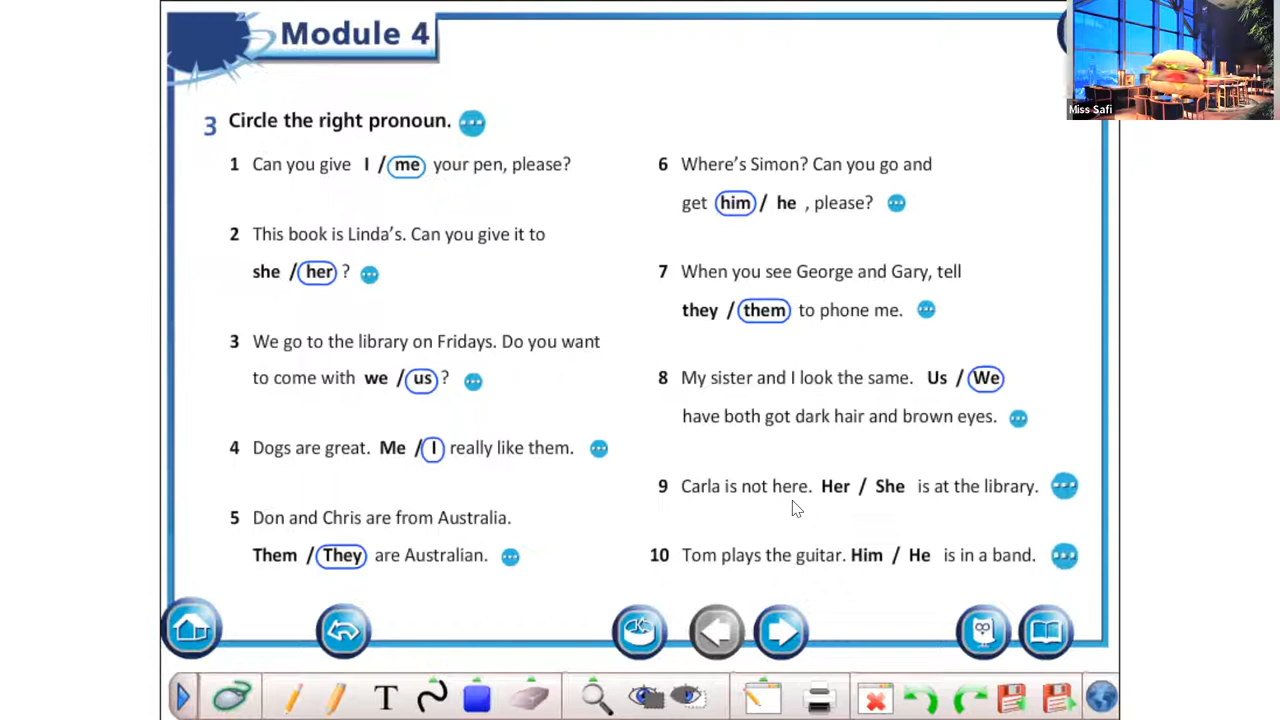 Module 4
Miss Safi
3 Circle the right pronoun.
1 Can you give I / me your pen, please?
2 This book is Linda's. Can you give it to
she / her ?
3 We go to the library on Fridays. Do you want
to come with we / us ?
4 Dogs are great. Me / I really like them.
5 Don and Chris are from Australia.
Them / They are Australian.
6 Where's Simon? Can you go and
get him / he , please?
7 When you see George and Gary, tell
they / them to phone me.
8 My sister and I look the same. Us / We
have both got dark hair and brown eyes.
9 Carla is not here. Her / She is at the library.
10 Tom plays the guitar. Him / He is in a band.
T